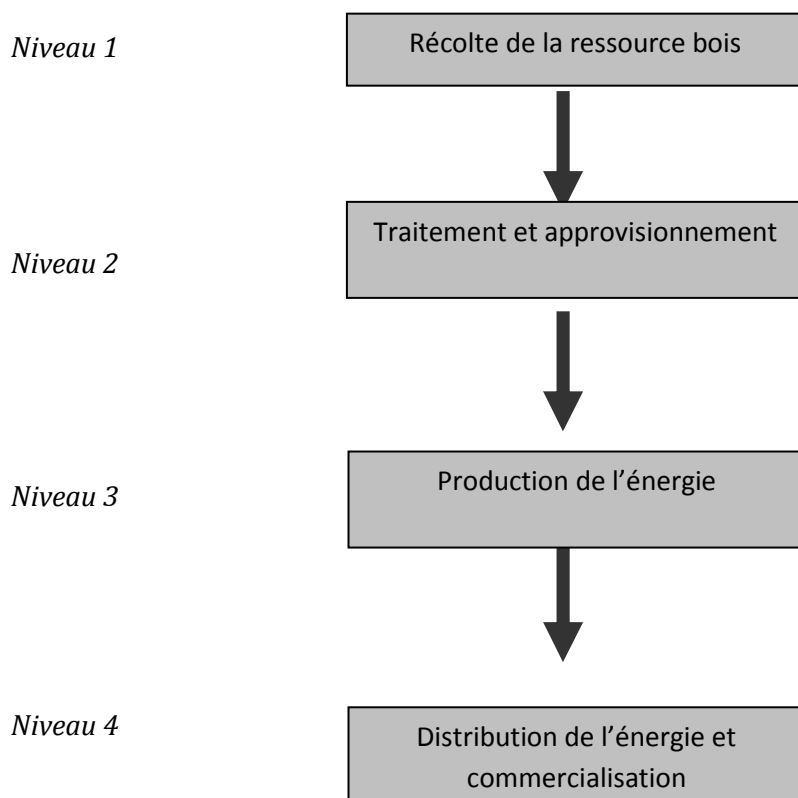 Niveau 1
Récolte de la ressource bois
Niveau 2
Traitement et approvisionnement
Niveau 3
Production de l’énergie
Niveau 4
Distribution de l’énergie et
commercialisation